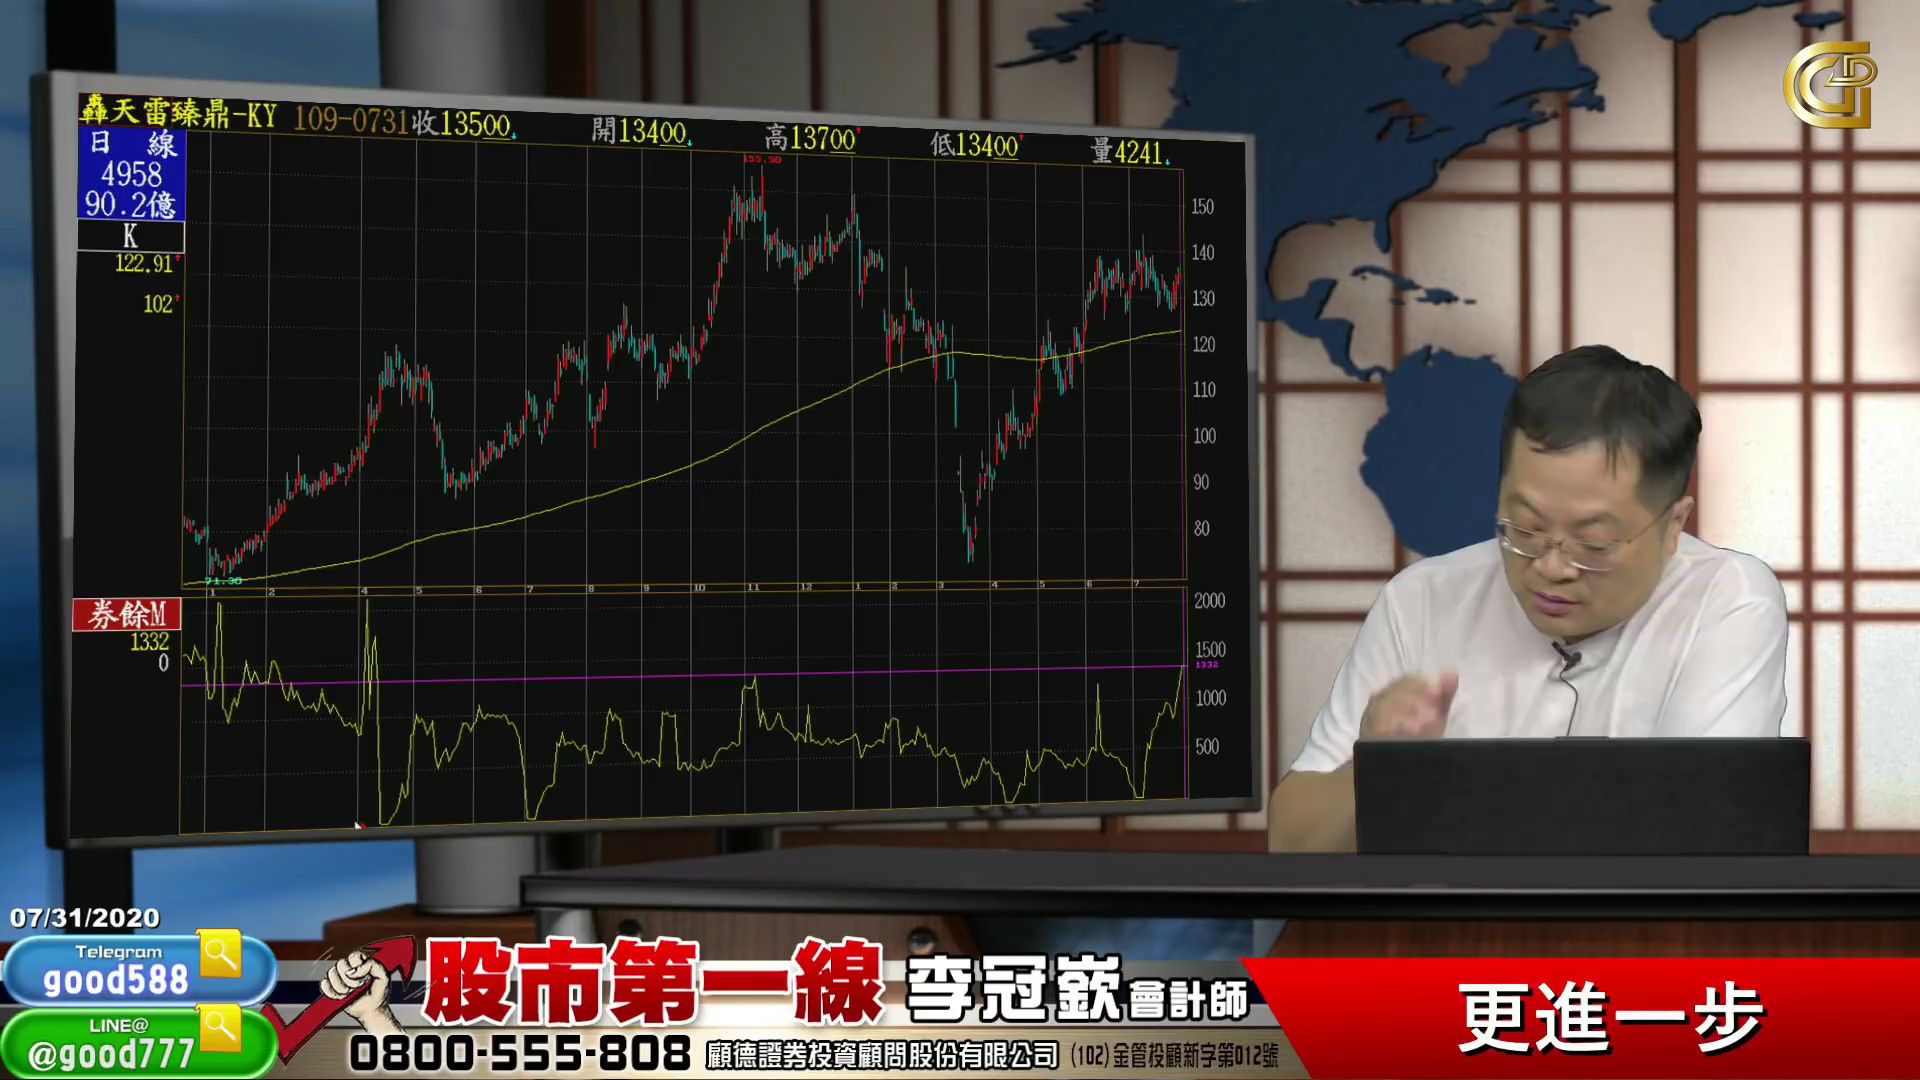 轟天雷臻鼎-KY 109-0731收13500 開13400 高13700 低13400 量4241
日線
4958
90.2億
K
122.91
102
155.50
150
140
130
120
110
100
90
80
71.30
1 2 4 5 6 7 8 9 10 11 12 1 2 3 4 5 6 7
券餘M
1332
0
2000
1500
1332
1000
500
07/31/2020
Telegram
good588
LINE@
@good777
股市第一線 李冠嶔會計師
0800-555-808 顧德證券投資顧問股份有限公司 (102)金管投顧新字第012號
更進一步